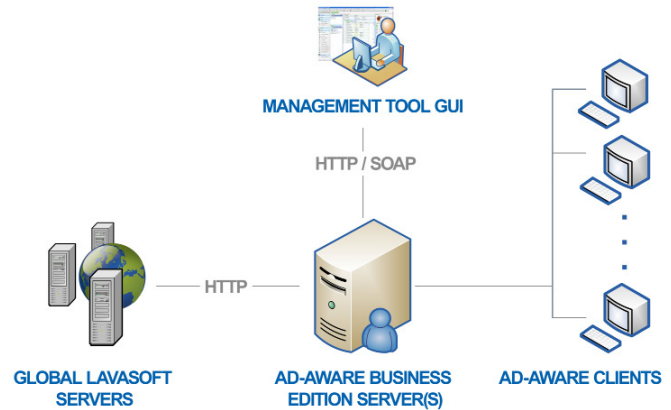 MANAGEMENT TOOL GUI
HTTP / SOAP
HTTP
GLOBAL LAVASOFT
SERVERS
AD-AWARE BUSINESS
EDITION SERVER(S)
AD-AWARE CLIENTS